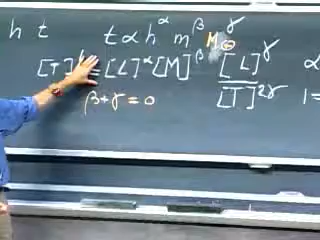 h t t α h^α m^β M_⊕^γ
[T]^1 = [L]^α [M]^β [L]^γ / [T]^{2γ} α
β+γ=0 1=